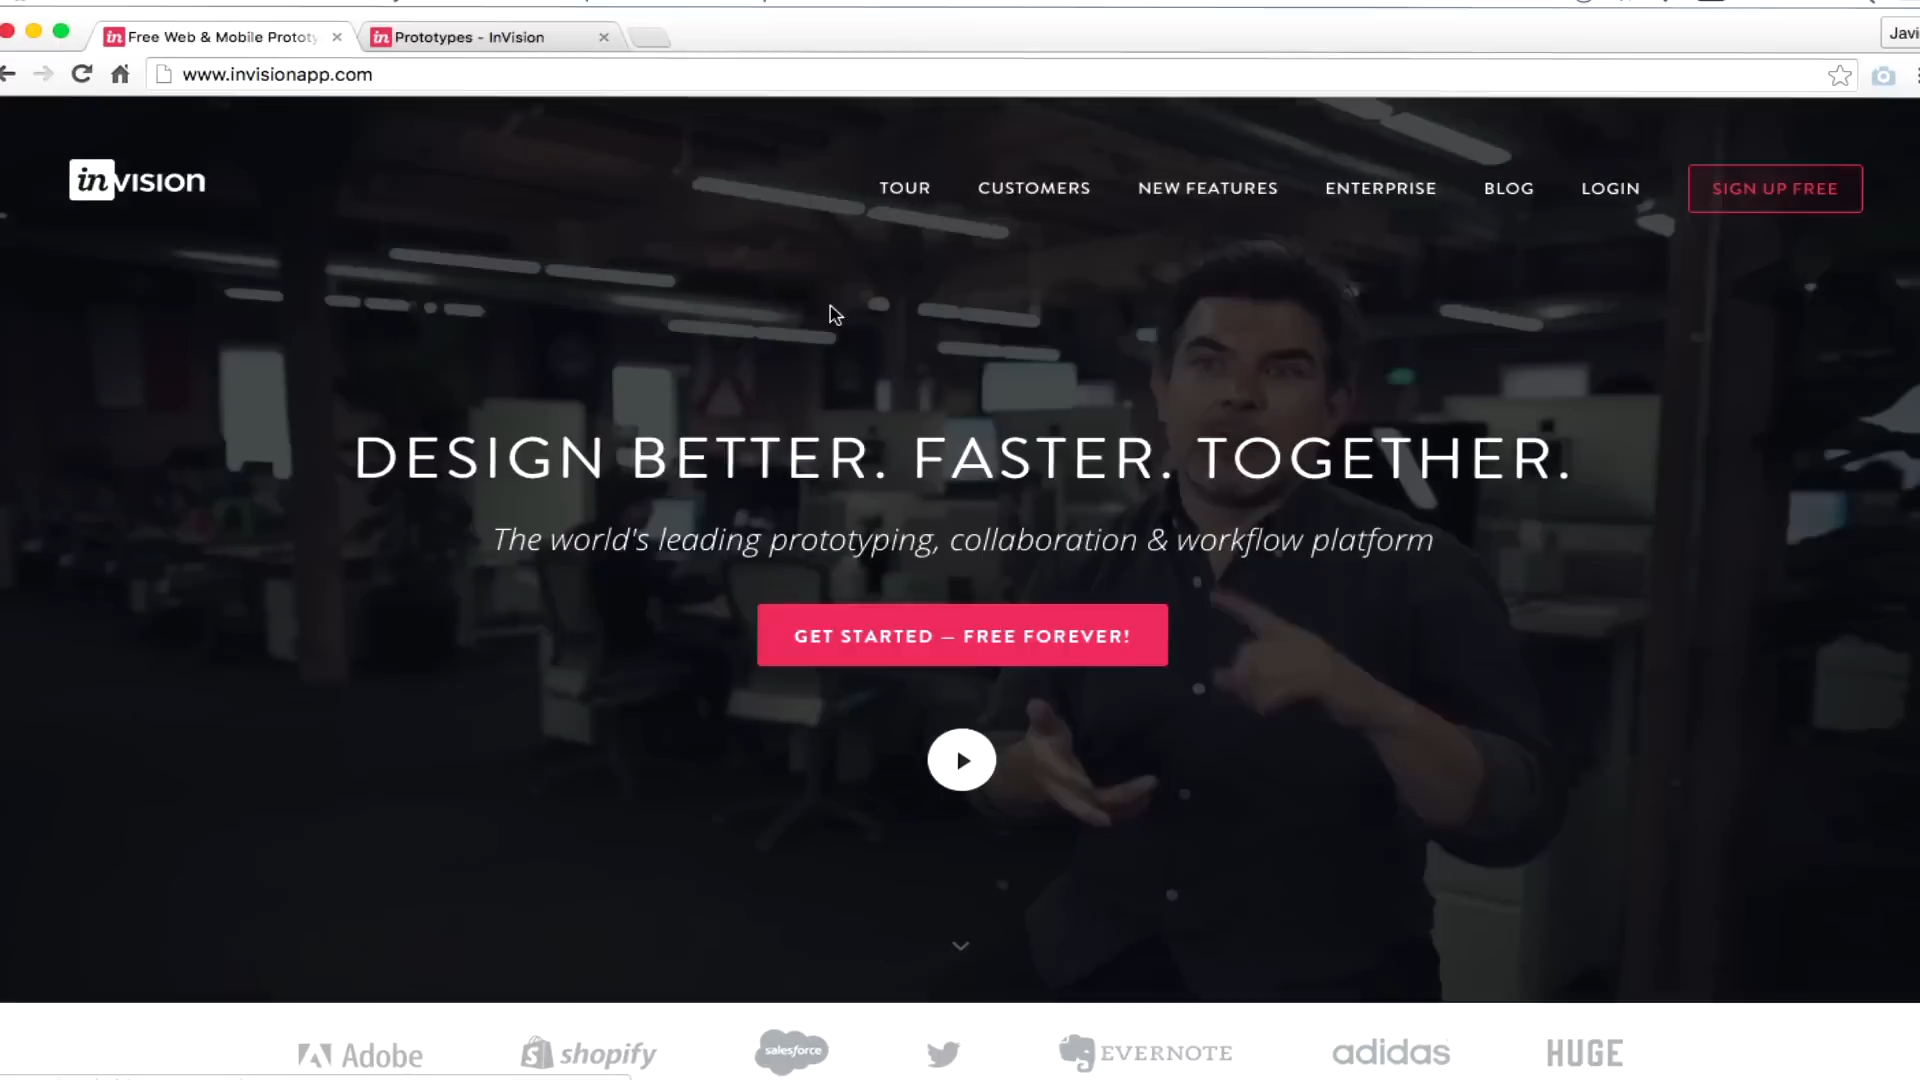 Free Web & Mobile Prototy
Prototypes - InVision
Javi
www.invisionapp.com
inVISION
TOUR
CUSTOMERS
NEW FEATURES
ENTERPRISE
BLOG
LOGIN
SIGN UP FREE
DESIGN BETTER. FASTER. TOGETHER.
The world's leading prototyping, collaboration & workflow platform
GET STARTED – FREE FOREVER!
Adobe
shopify
salesforce
EVERNOTE
adidas
HUGE